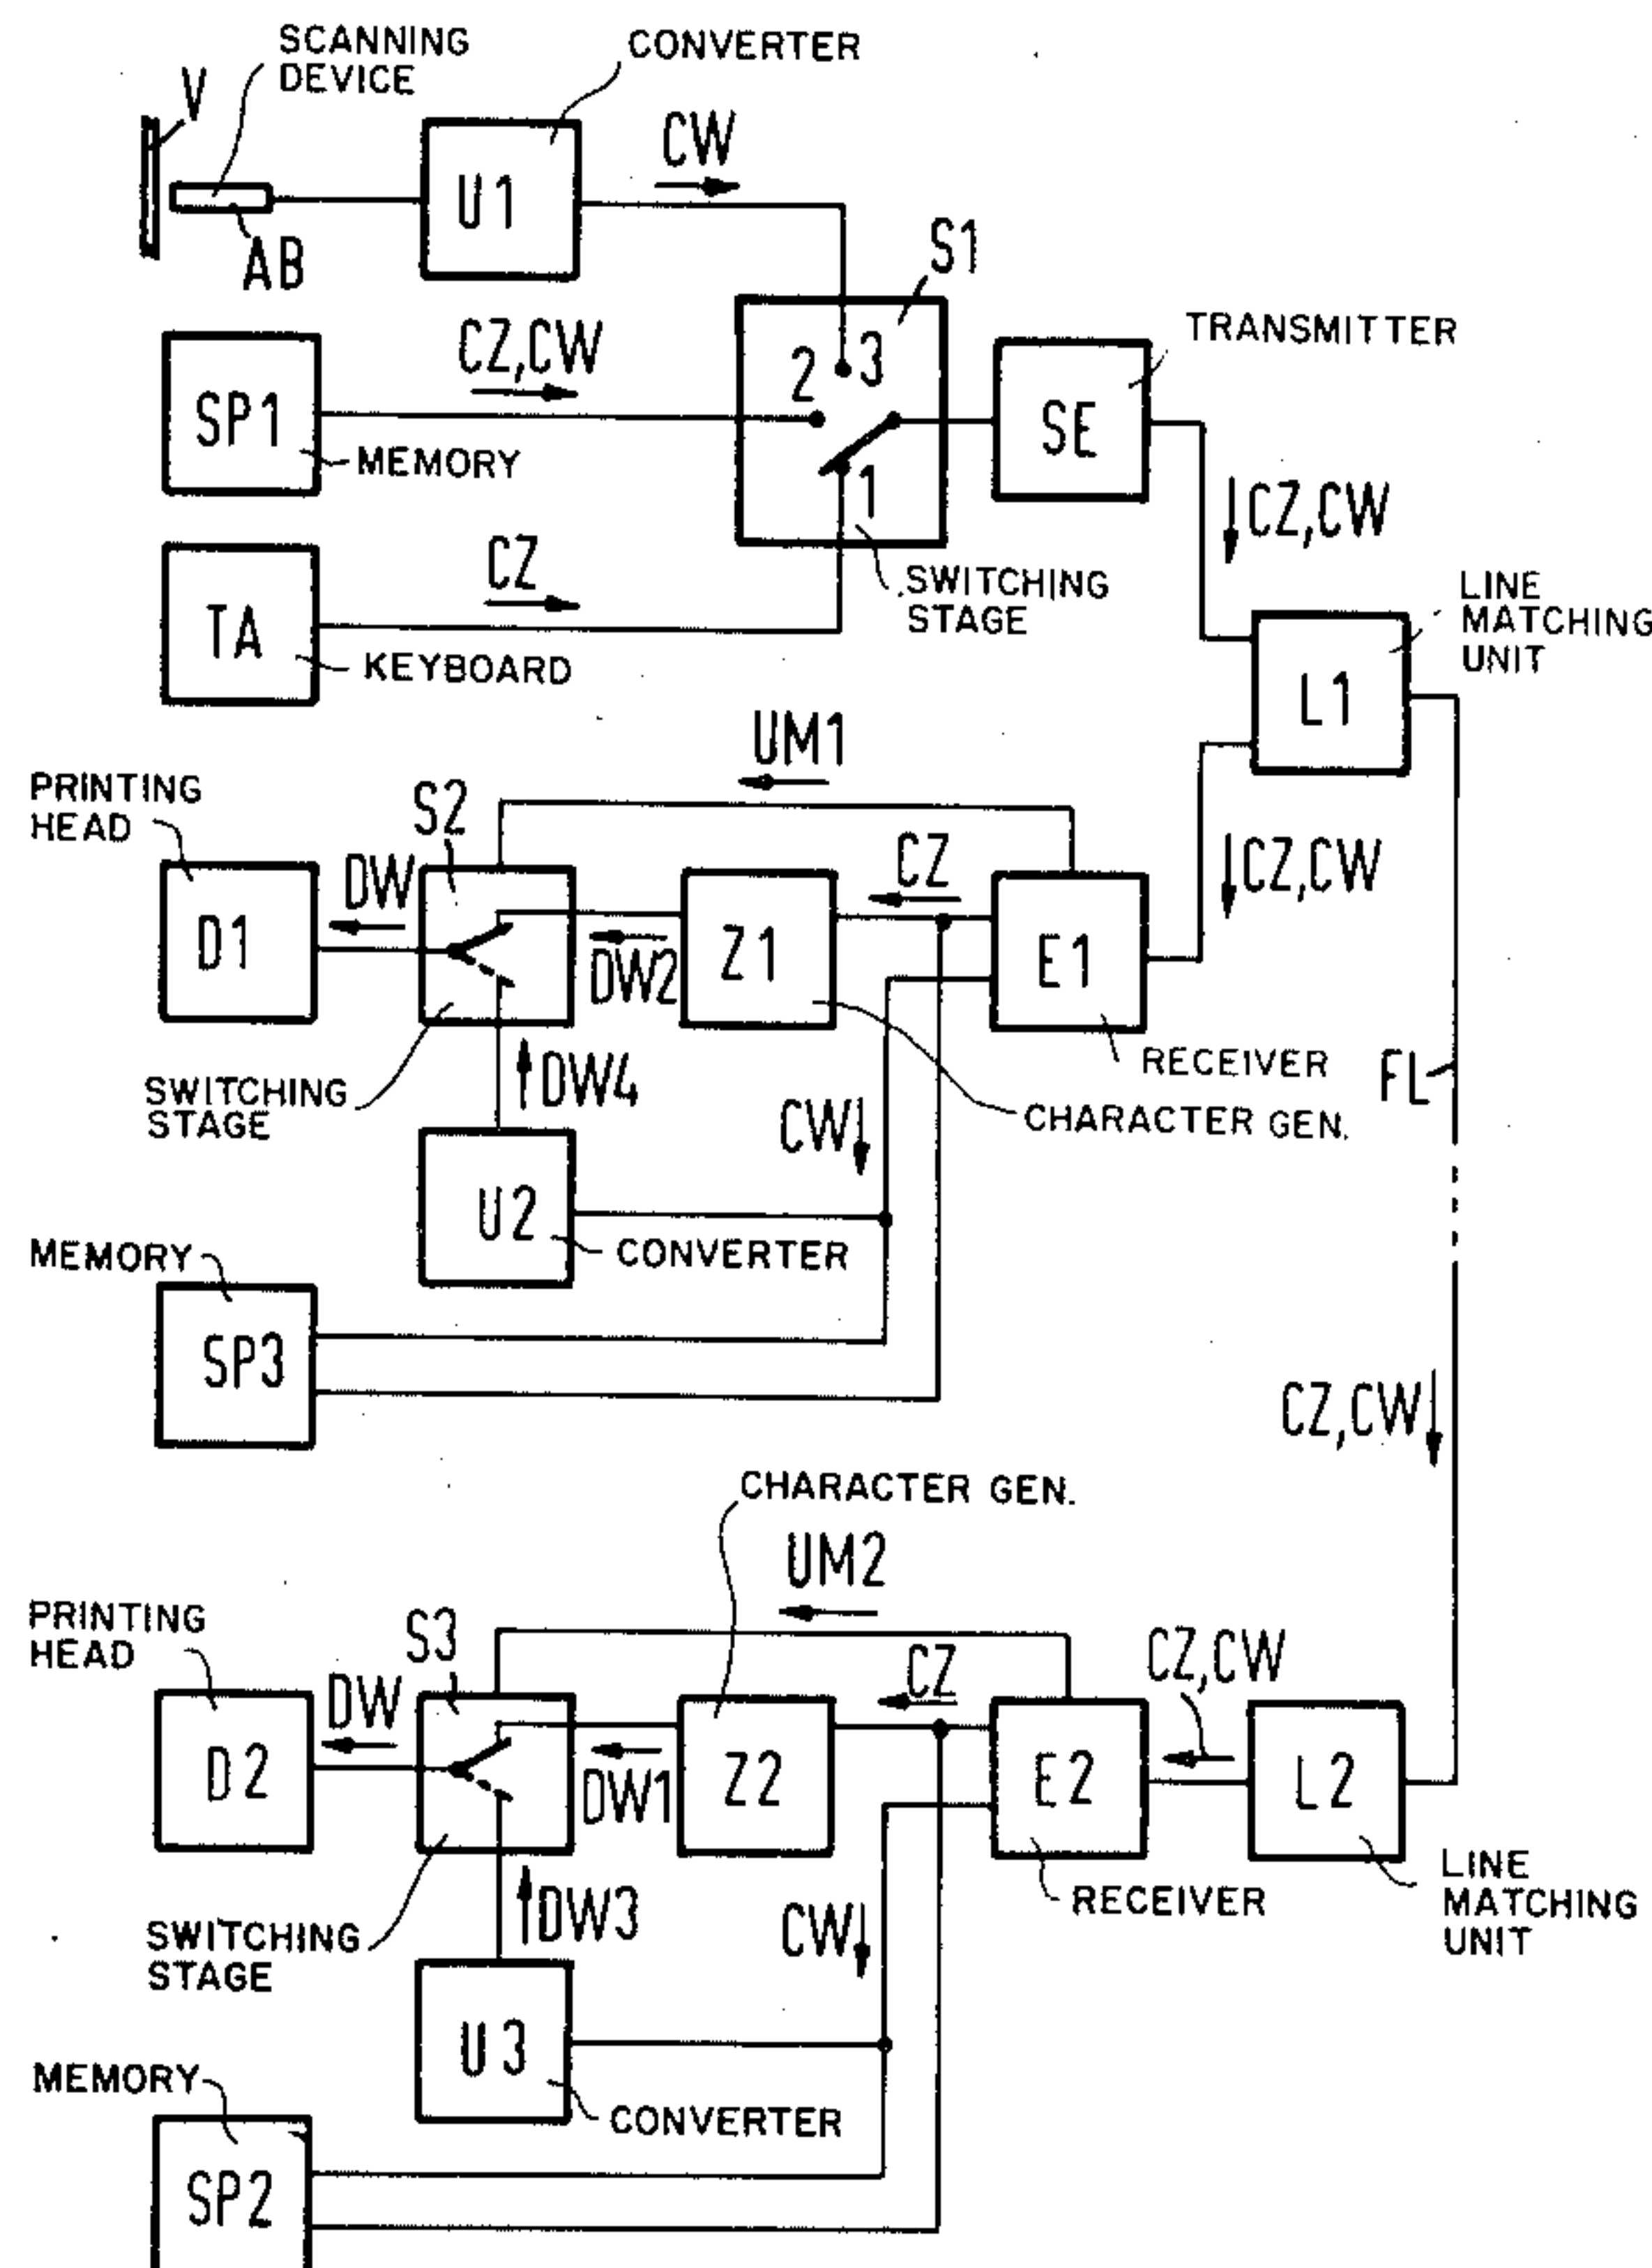 SCANNING
DEVICE
CONVERTER
V
CW
U1
AB
S1
CZ,CW
TRANSMITTER
2
3
SP1
SE
MEMORY
1
CZ,CW
CZ
SWITCHING
STAGE
LINE
MATCHING
UNIT
TA
KEYBOARD
L1
UM1
PRINTING
HEAD
S2
DW
CZ
CZ,CW
D1
DW2
Z1
E1
RECEIVER
FL
SWITCHING
STAGE
DW4
CW
CHARACTER GEN.
U2
MEMORY
CONVERTER
SP3
CZ,CW
CHARACTER GEN.
UM2
PRINTING
HEAD
S3
CZ
CZ,CW
DW
D2
DW1
Z2
E2
L2
LINE
MATCHING
UNIT
RECEIVER
DW3
CW
SWITCHING
STAGE
U3
MEMORY
CONVERTER
SP2